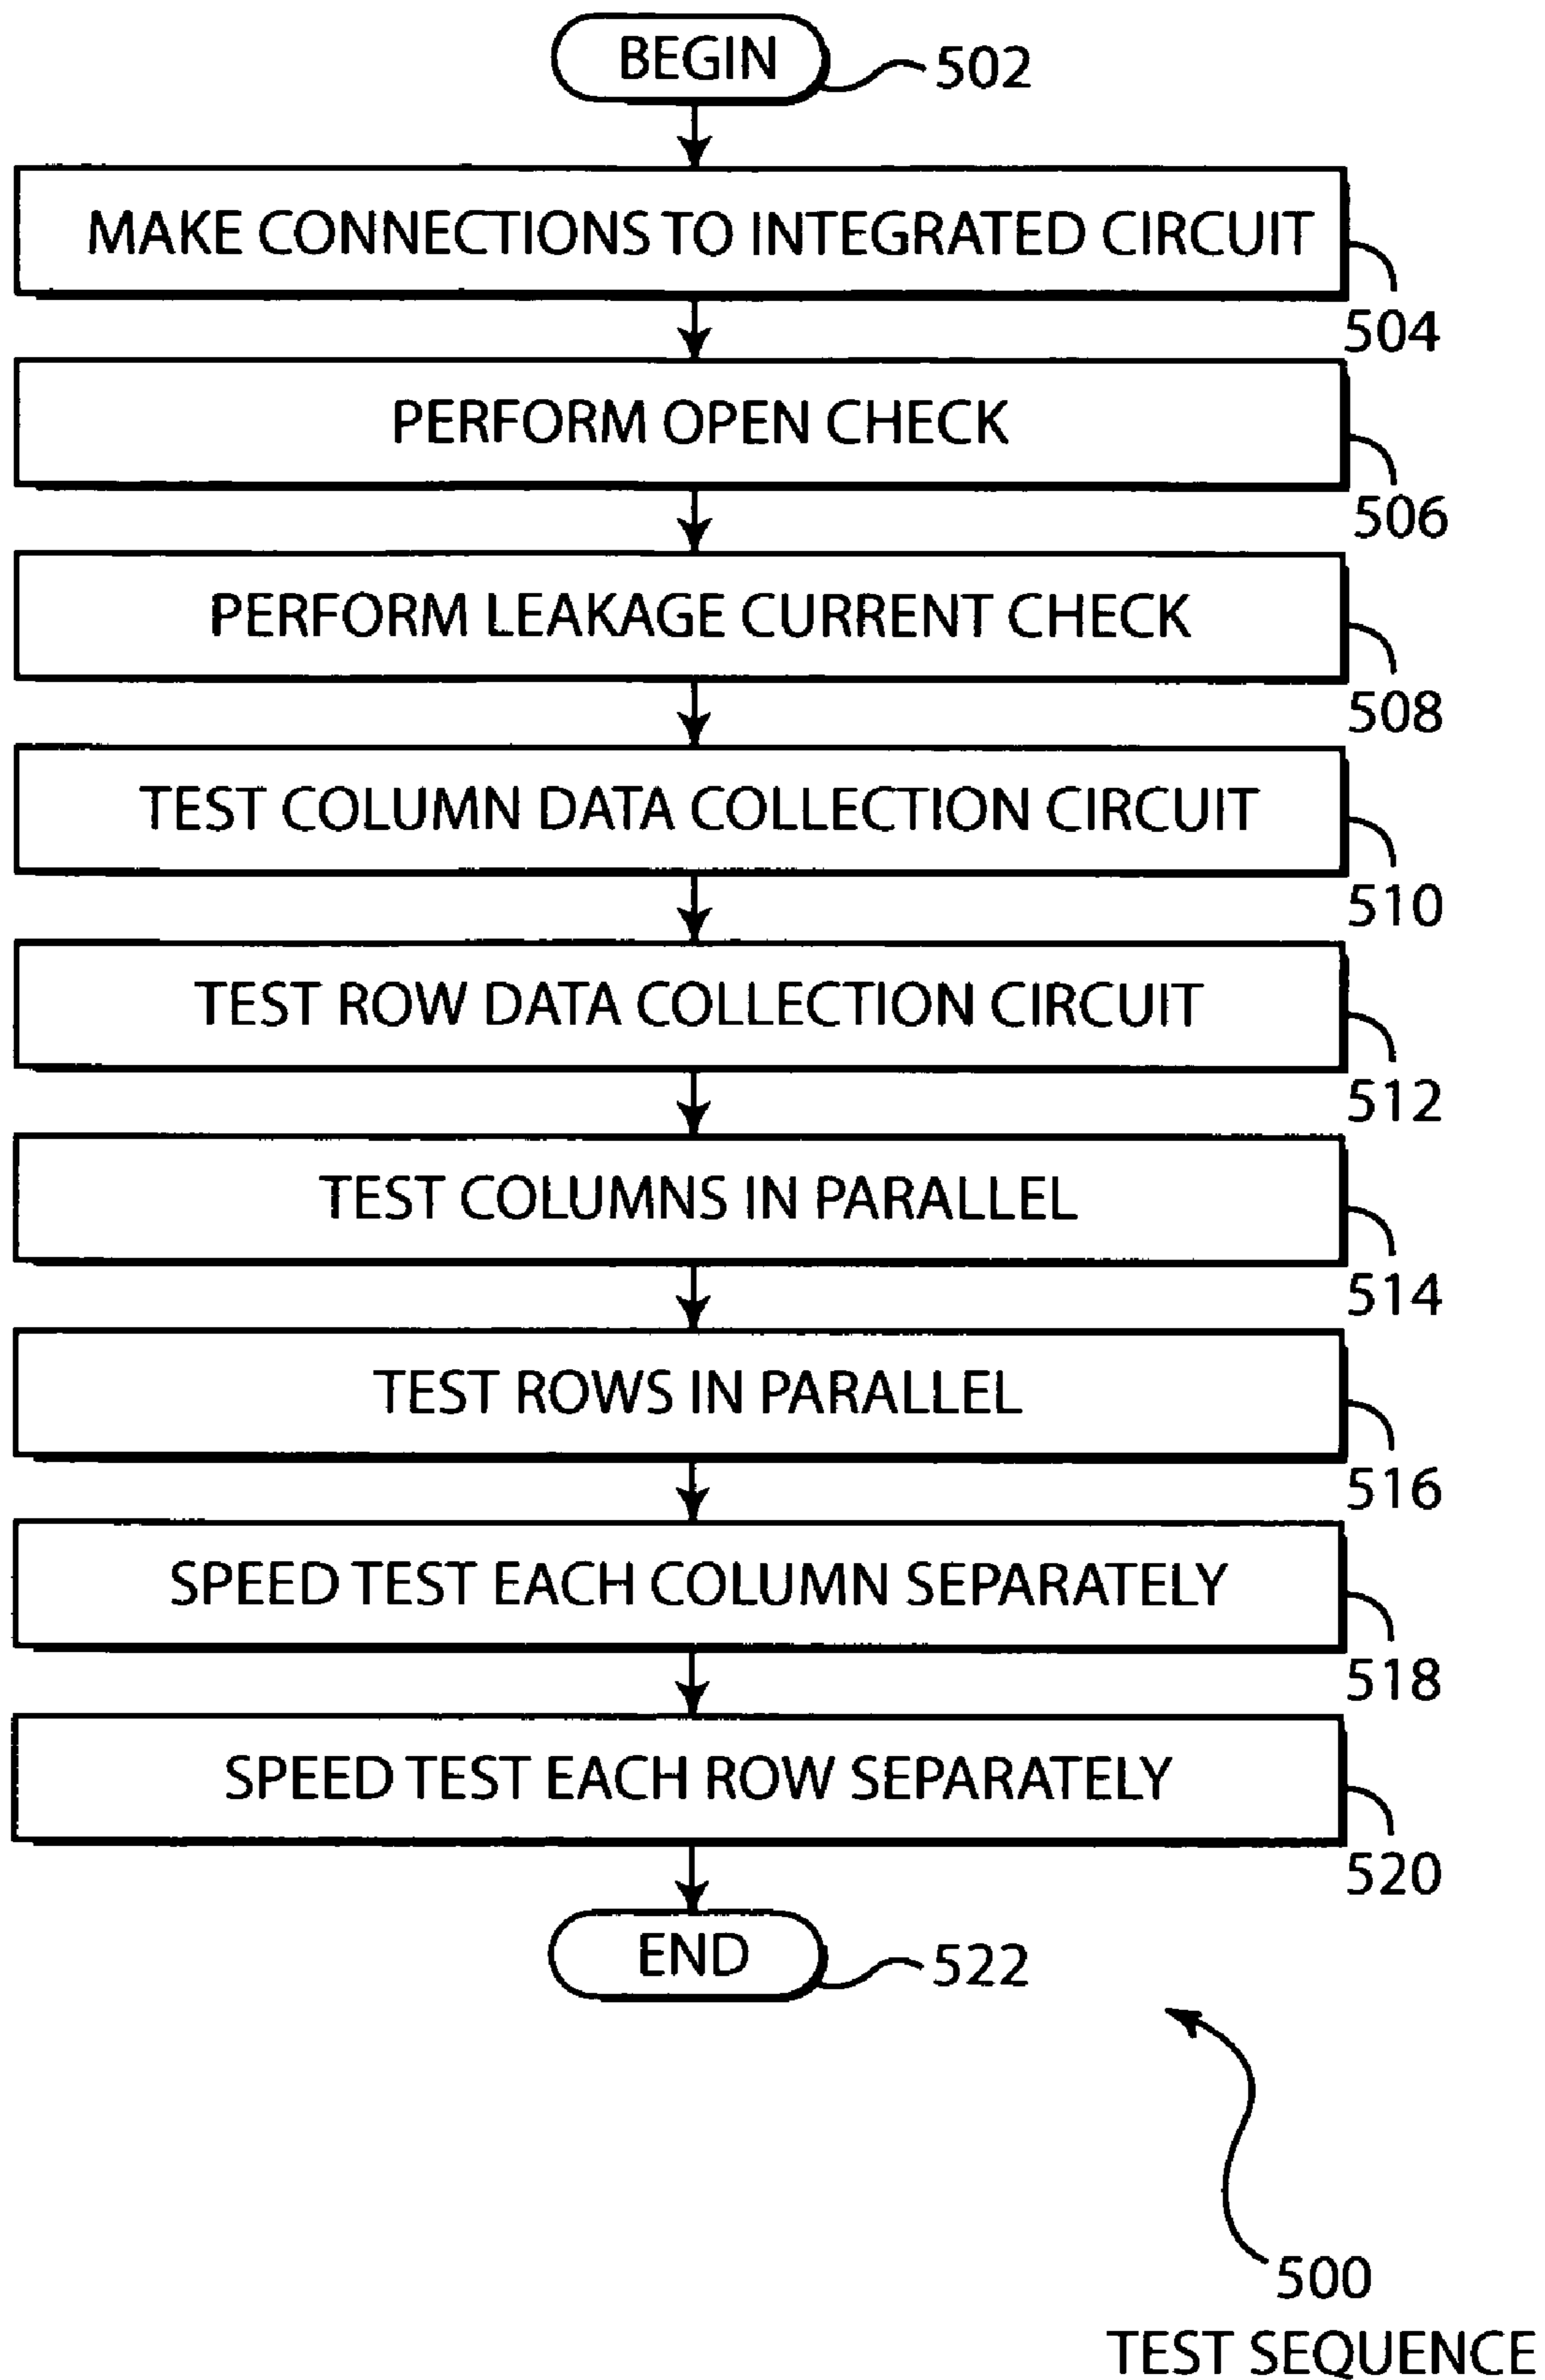 BEGIN
502
MAKE CONNECTIONS TO INTEGRATED CIRCUIT
504
PERFORM OPEN CHECK
506
PERFORM LEAKAGE CURRENT CHECK
508
TEST COLUMN DATA COLLECTION CIRCUIT
510
TEST ROW DATA COLLECTION CIRCUIT
512
TEST COLUMNS IN PARALLEL
514
TEST ROWS IN PARALLEL
516
SPEED TEST EACH COLUMN SEPARATELY
518
SPEED TEST EACH ROW SEPARATELY
520
END
522
500
TEST SEQUENCE